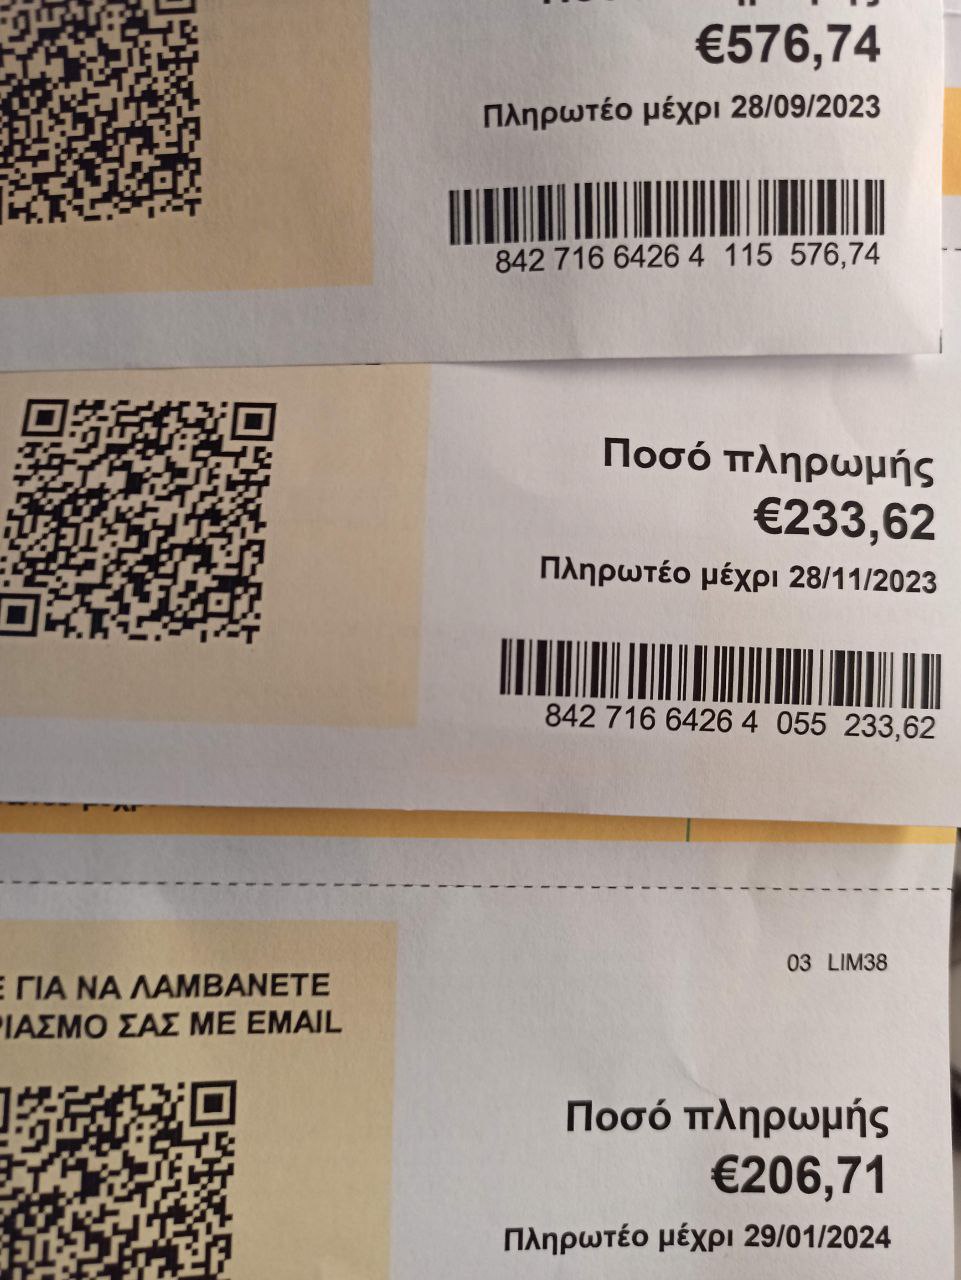 €576,74
Πληρωτέο μέχρι 28/09/2023
842 716 6426 4 115 576,74
Ποσό πληρωμής
€233,62
Πληρωτέο μέχρι 28/11/2023
842 716 6426 4 055 233,62
ΓΙΑ ΝΑ ΛΑΜΒΑΝΕΤΕ
ΣΑΣ ΜΕ EMAIL
03 LIM38
Ποσό πληρωμής
€206,71
Πληρωτέο μέχρι 29/01/2024